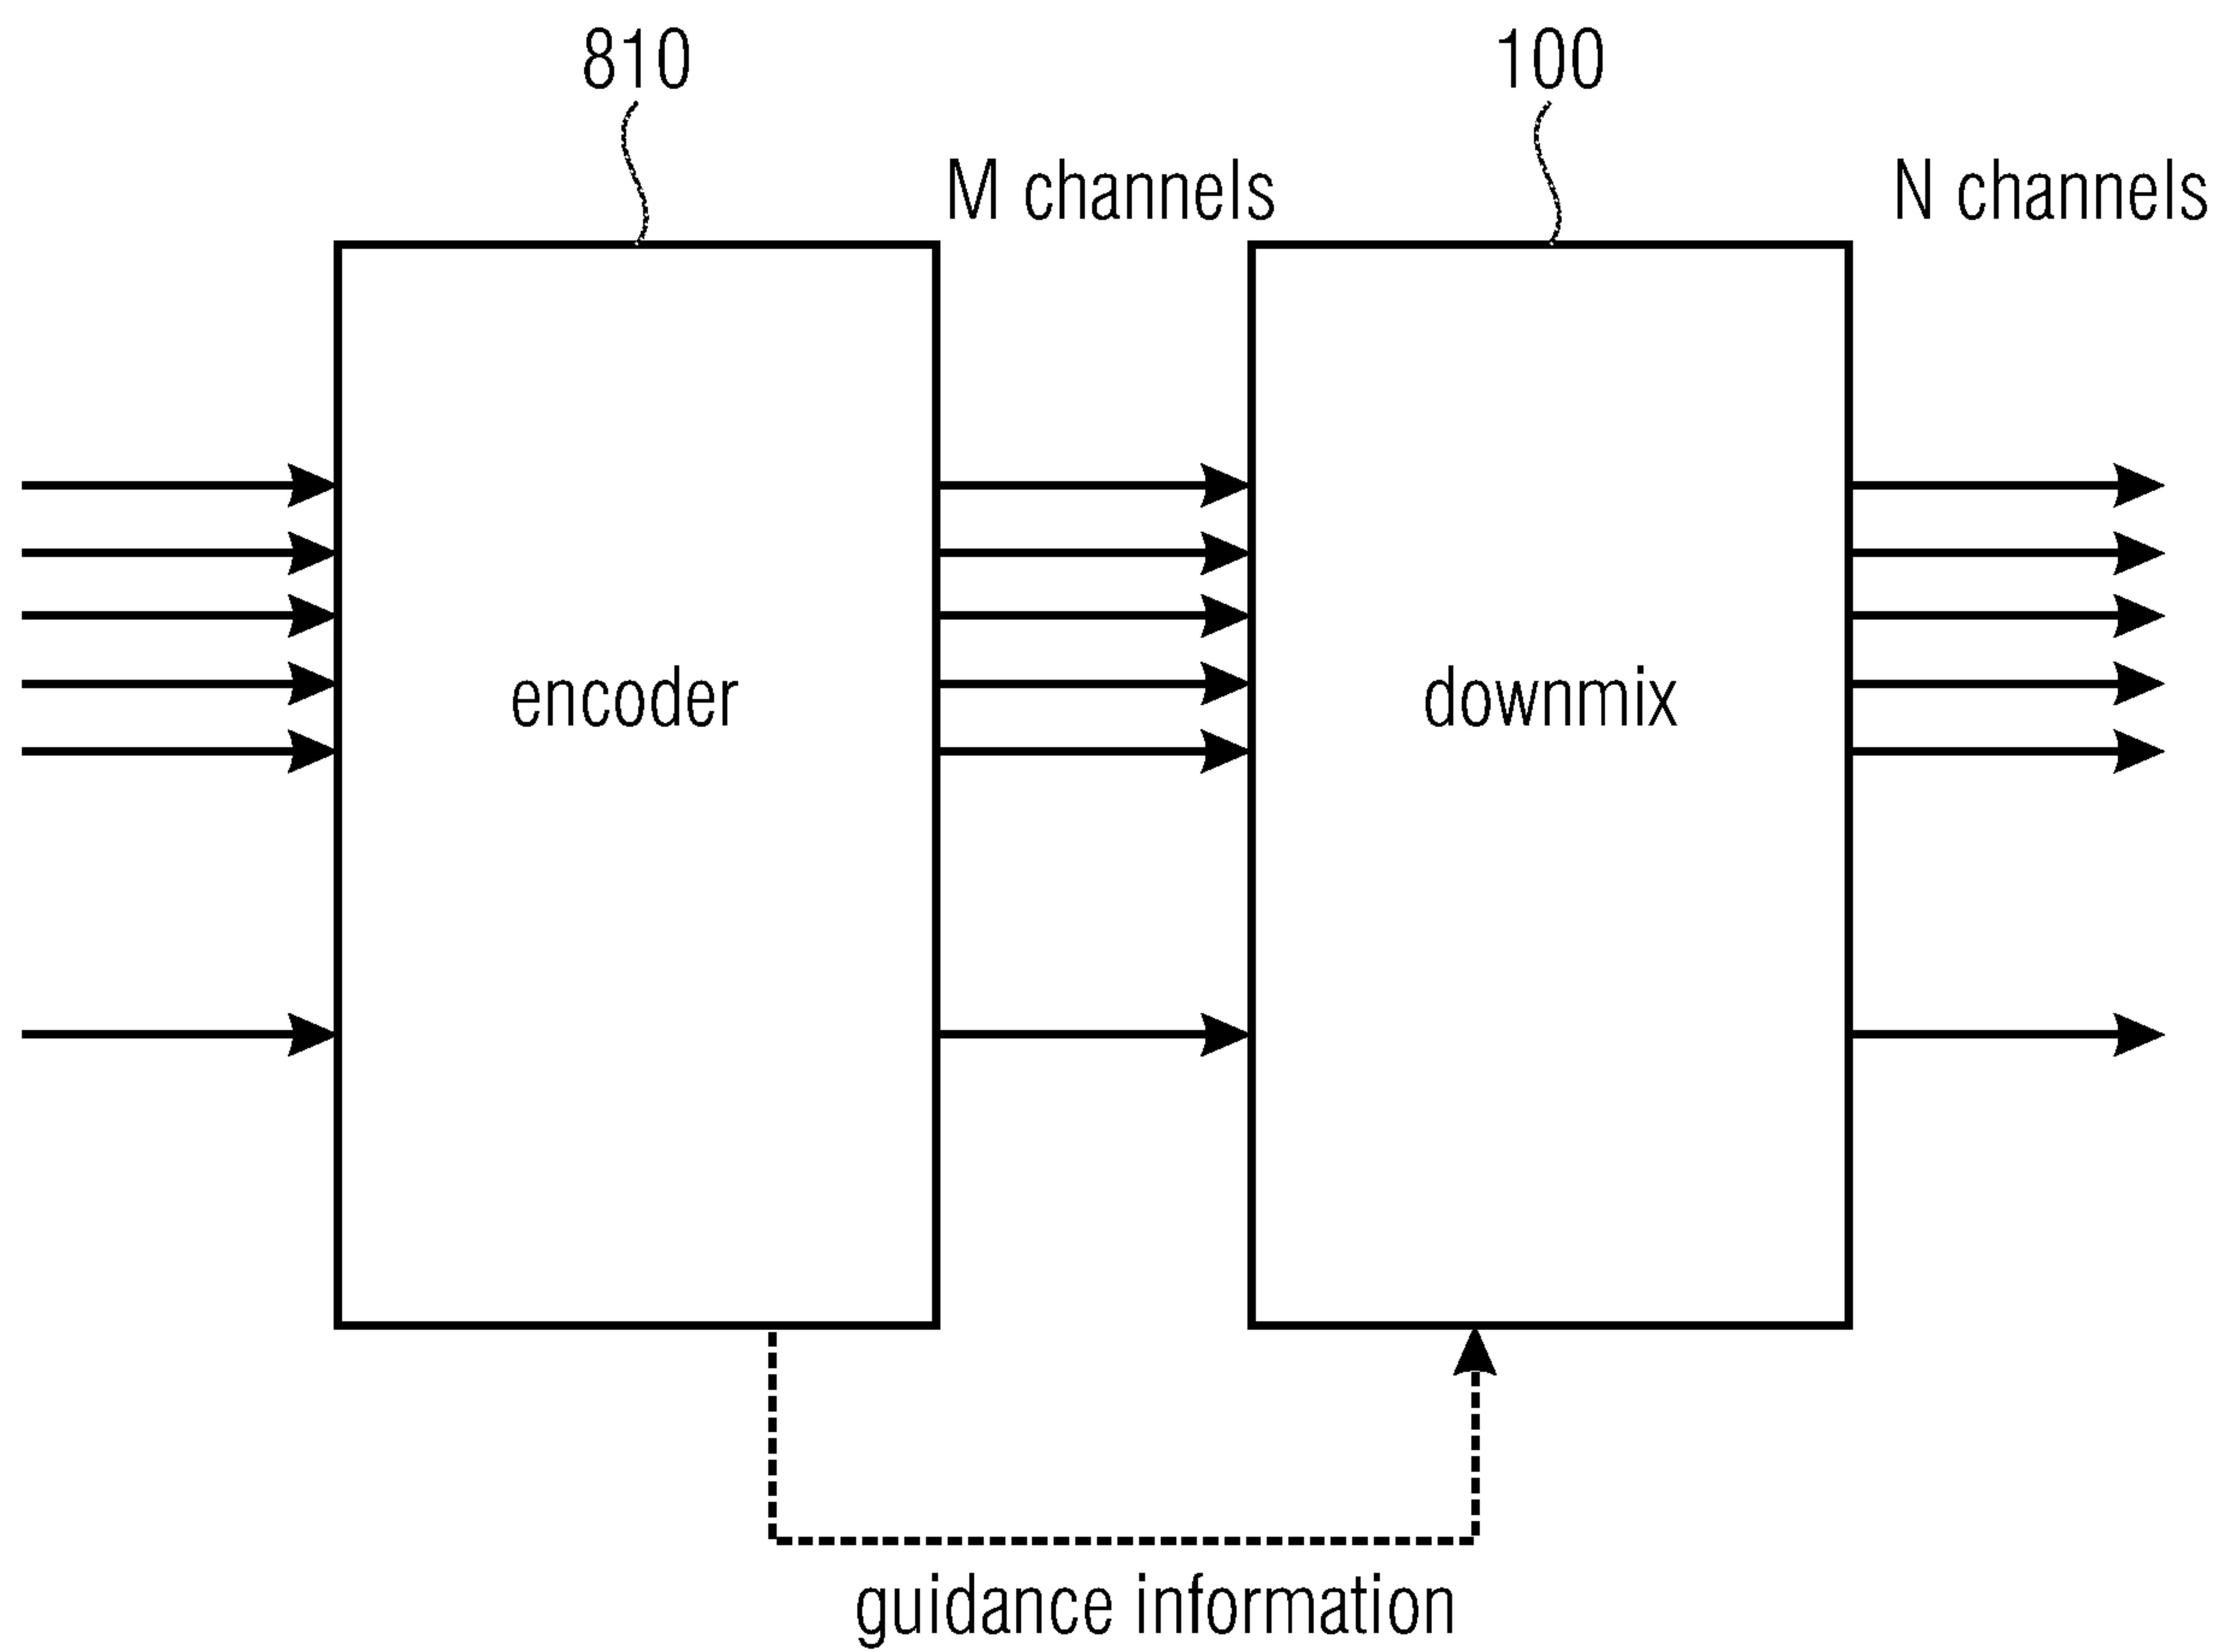 810
100
M channels
N channels
encoder
downmix
guidance information